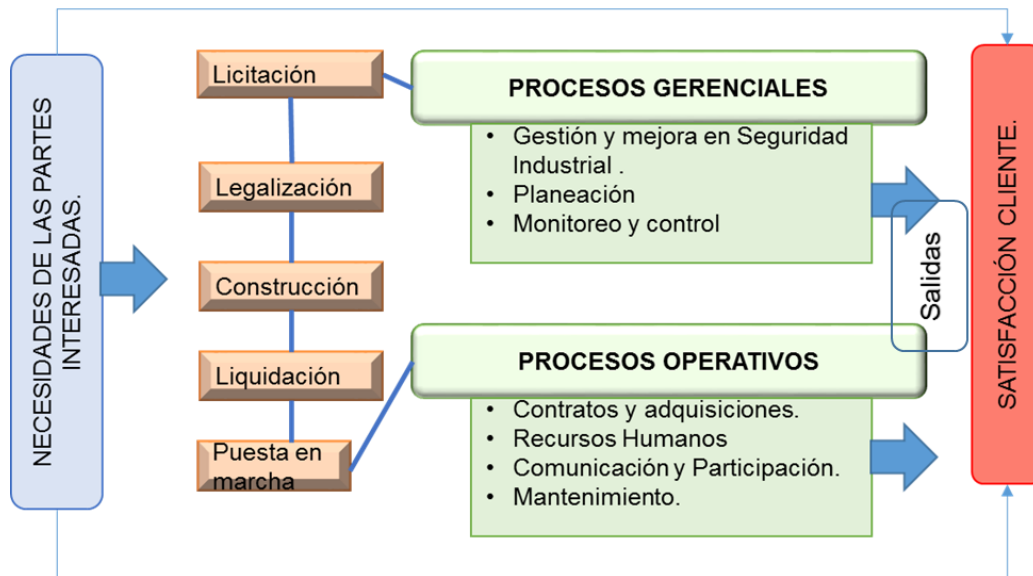 NECESIDADES DE LAS PARTES
INTERESADAS.
Licitación
Legalización
Construcción
Liquidación
Puesta en
marcha
PROCESOS GERENCIALES
• Gestión y mejora en Seguridad
Industrial .
• Planeación
• Monitoreo y control
PROCESOS OPERATIVOS
• Contratos y adquisiciones.
• Recursos Humanos
• Comunicación y Participación.
• Mantenimiento.
Salidas
SATISFACCIÓN CLIENTE.